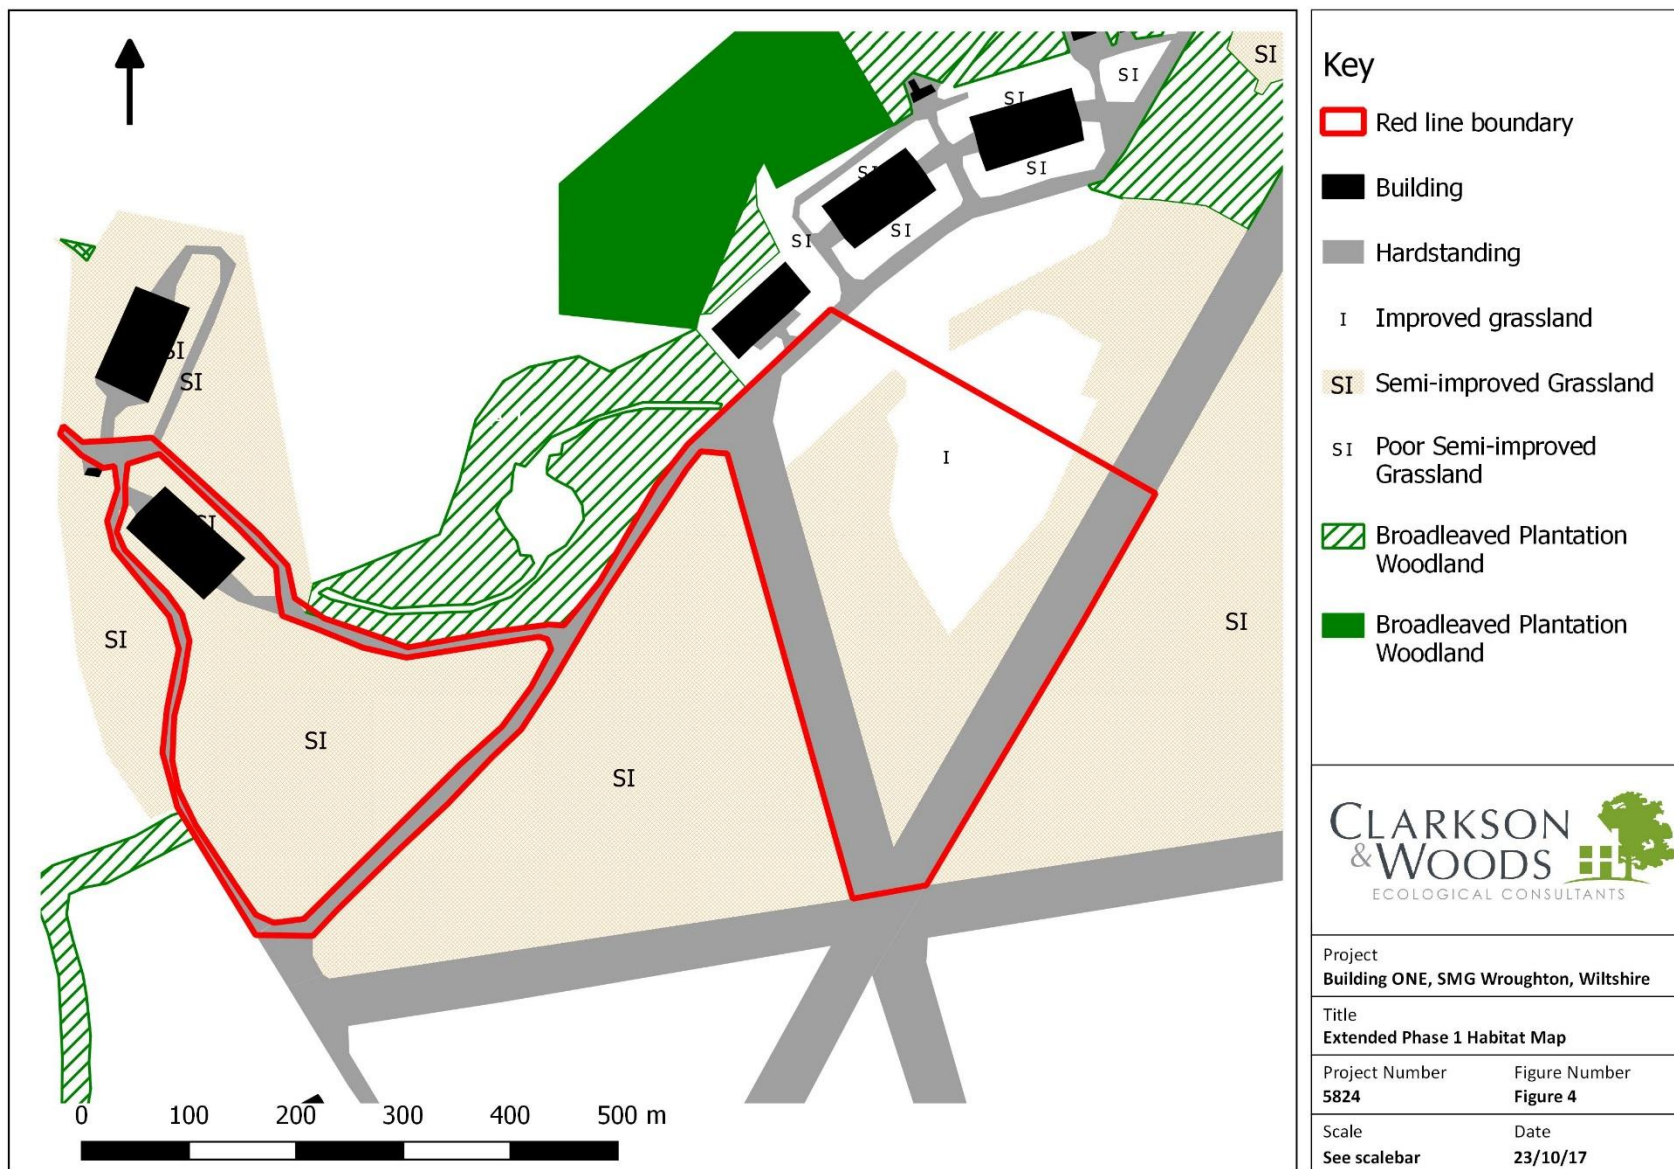 SI
SI
SI
SI
SI
SI
SI
SI
SI
SI
I
SI
SI
SI
SI
SI
0 100 200 300 400 500 m
Key
Red line boundary
Building
Hardstanding
I Improved grassland
SI Semi-improved Grassland
SI Poor Semi-improved
Grassland
Broadleaved Plantation
Woodland
Broadleaved Plantation
Woodland
CLARKSON
& WOODS
ECOLOGICAL CONSULTANTS
Project
Building ONE, SMG Wroughton, Wiltshire
Title
Extended Phase 1 Habitat Map
Project Number
5824
Figure Number
Figure 4
Scale
See scalebar
Date
23/10/17